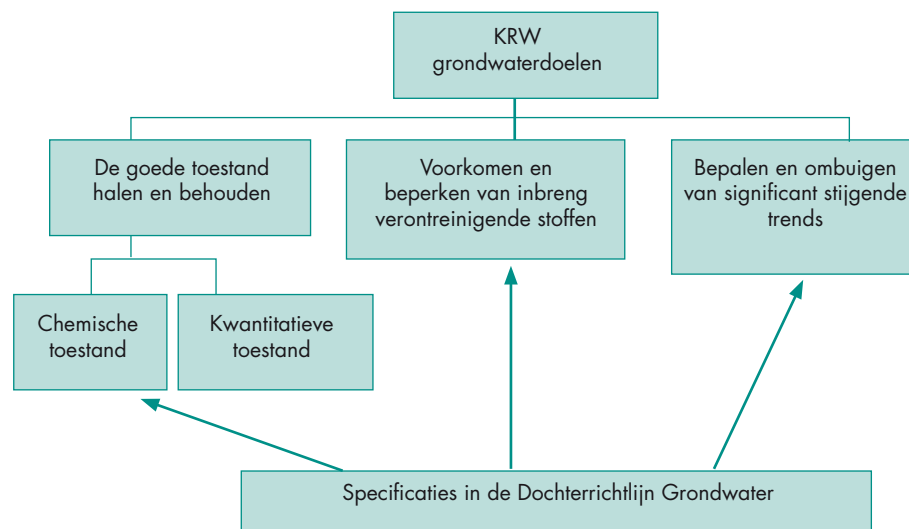 KRW
grondwaterdoelen
De goede toestand
halen en behouden
Voorkomen en
beperken van inbreng
verontreinigende stoffen
Bepalen en ombuigen
van significant stijgende
trends
Chemische
toestand
Kwantitatieve
toestand
Specificaties in de Dochterrichtlijn Grondwater